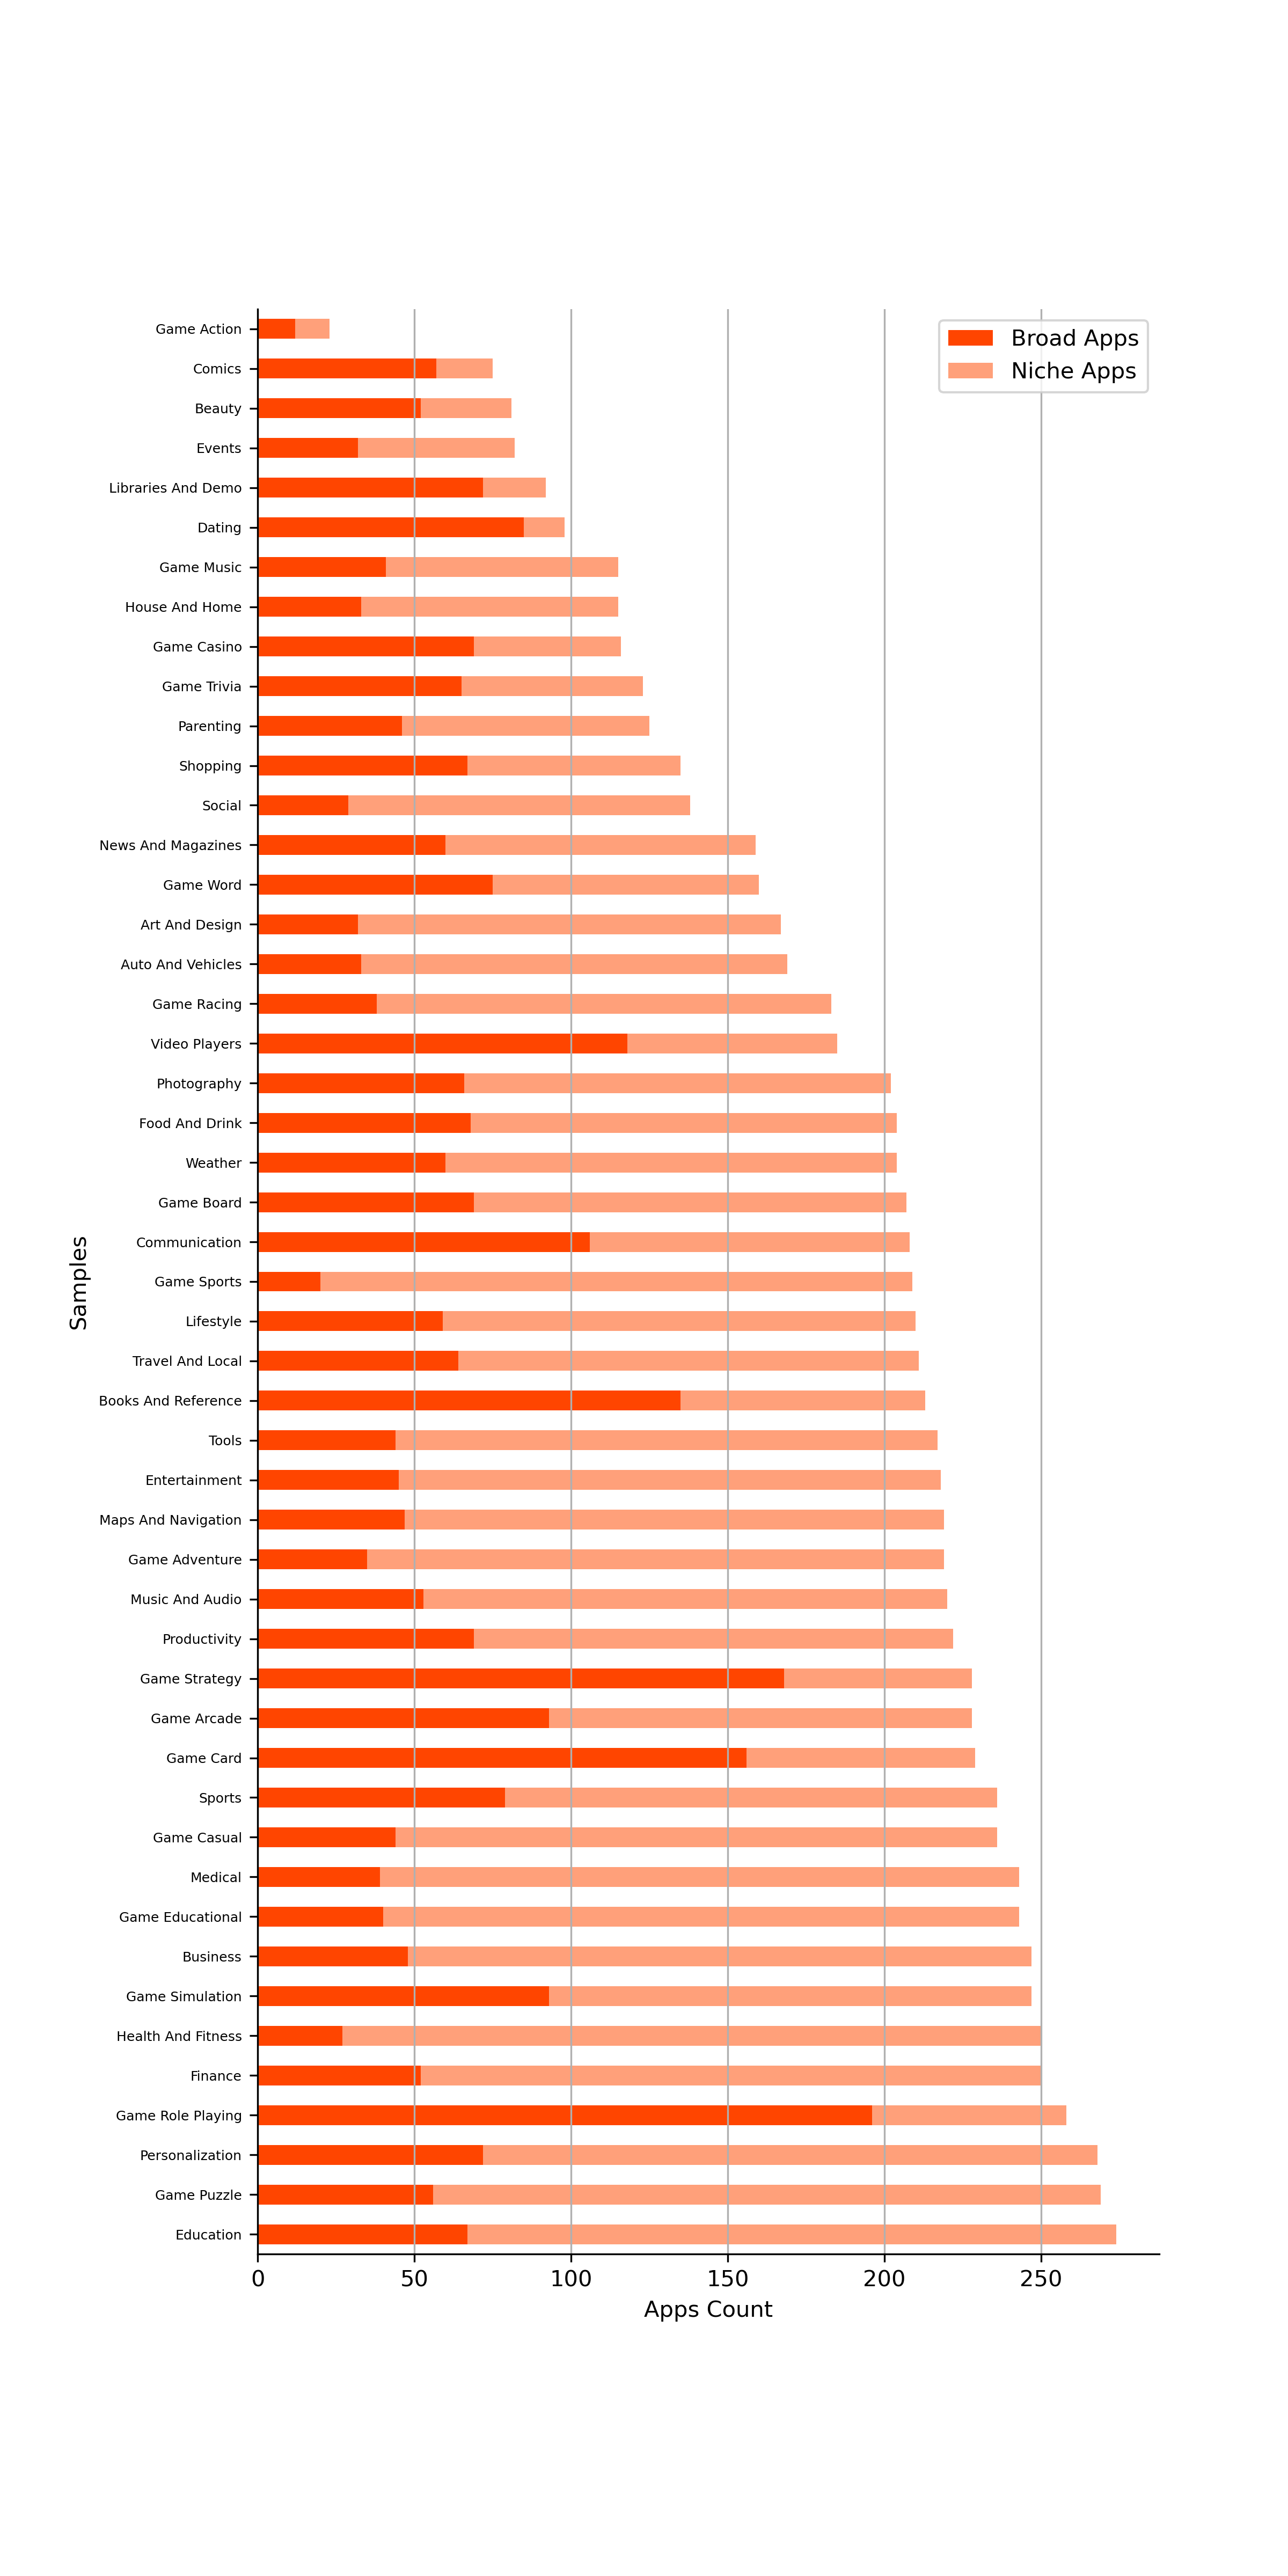 Broad Apps
Niche Apps
Game Action
Comics
Beauty
Events
Libraries And Demo
Dating
Game Music
House And Home
Game Casino
Game Trivia
Parenting
Shopping
Social
News And Magazines
Game Word
Art And Design
Auto And Vehicles
Game Racing
Video Players
Photography
Food And Drink
Weather
Game Board
Communication
Game Sports
Lifestyle
Travel And Local
Books And Reference
Tools
Entertainment
Maps And Navigation
Game Adventure
Music And Audio
Productivity
Game Strategy
Game Arcade
Game Card
Sports
Game Casual
Medical
Game Educational
Business
Game Simulation
Health And Fitness
Finance
Game Role Playing
Personalization
Game Puzzle
Education
Samples
0 50 100 150 200 250
Apps Count